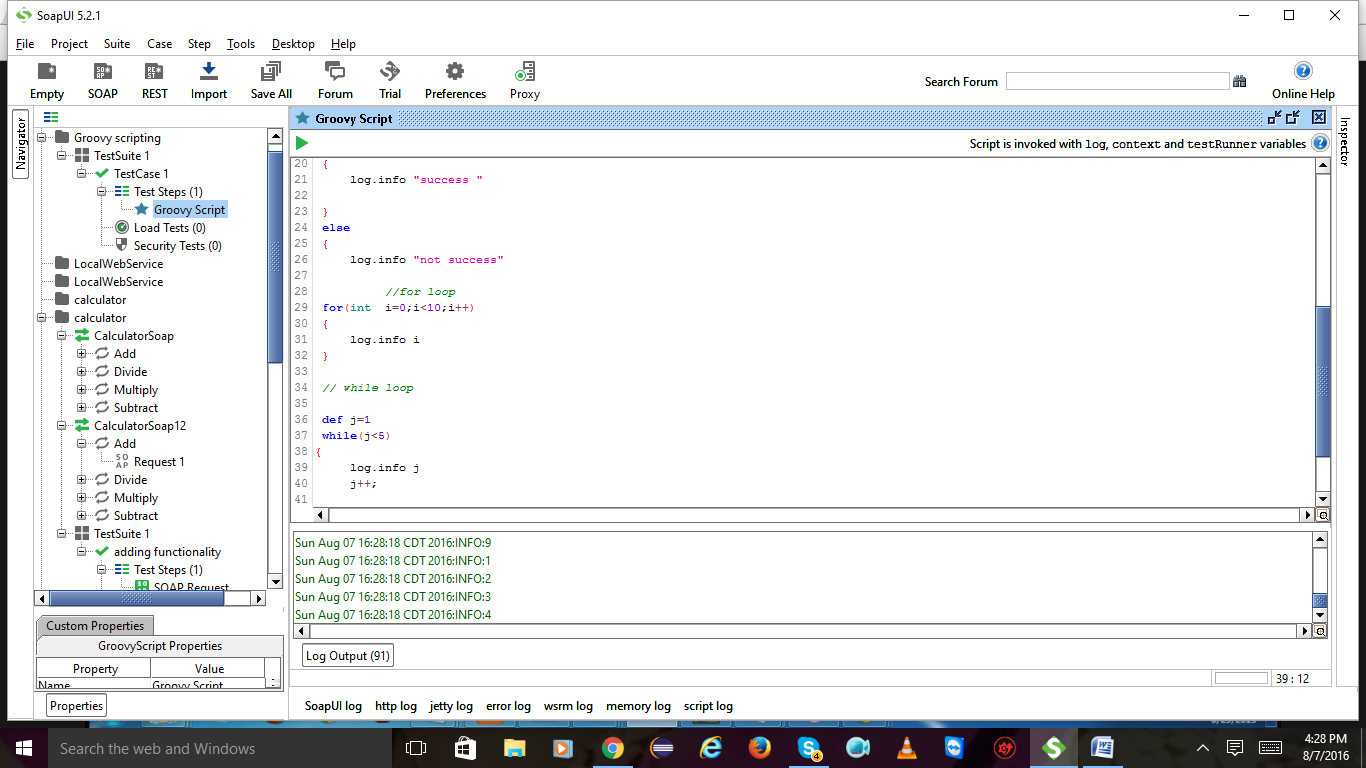 SoapUI 5.2.1
File Project Suite Case Step Tools Desktop Help
Empty SOAP REST Import Save All Forum Trial Preferences Proxy
Search Forum
Online Help
Navigator
Groovy scripting
TestSuite 1
TestCase 1
Test Steps (1)
Groovy Script
Load Tests (0)
Security Tests (0)
LocalWebService
LocalWebService
calculator
calculator
CalculatorSoap
Add
Divide
Multiply
Subtract
CalculatorSoap12
Add
SOAP Request 1
Divide
Multiply
Subtract
TestSuite 1
adding functionality
Test Steps (1)
SOAP Request
Custom Properties
GroovyScript Properties
Property Value
Name Groovy Script
Properties
Groovy Script
Script is invoked with log, context and testRunner variables
20 {
21 log.info "success "
22
23 }
24 else
25 {
26 log.info "not success"
27
28 //for loop
29 for(int i=0;i<10;i++)
30 {
31 log.info i
32 }
33
34 // while loop
35
36 def j=1
37 while(j<5)
38 {
39 log.info j
40 j++;
41
Sun Aug 07 16:28:18 CDT 2016:INFO:9
Sun Aug 07 16:28:18 CDT 2016:INFO:1
Sun Aug 07 16:28:18 CDT 2016:INFO:2
Sun Aug 07 16:28:18 CDT 2016:INFO:3
Sun Aug 07 16:28:18 CDT 2016:INFO:4
Log Output (91)
39 : 12
Inspector
SoapUI log http log jetty log error log wsrm log memory log script log
Search the web and Windows
4
4:28 PM
8/7/2016